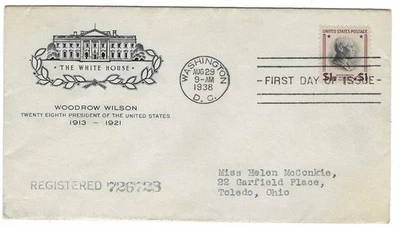 THE WHITE HOUSE
WOODROW WILSON
TWENTY EIGHTH PRESIDENT OF THE UNITED STATES
1913 – 1921
WASHINGTON
AUG 29
9-AM
1938
D. C.
UNITED STATES POSTAGE
$1 $1
–FIRST DAY OF ISSUE–
REGISTERED 726723
Miss Helen McConkie,
22 Garfield Place,
Toledo, Ohio